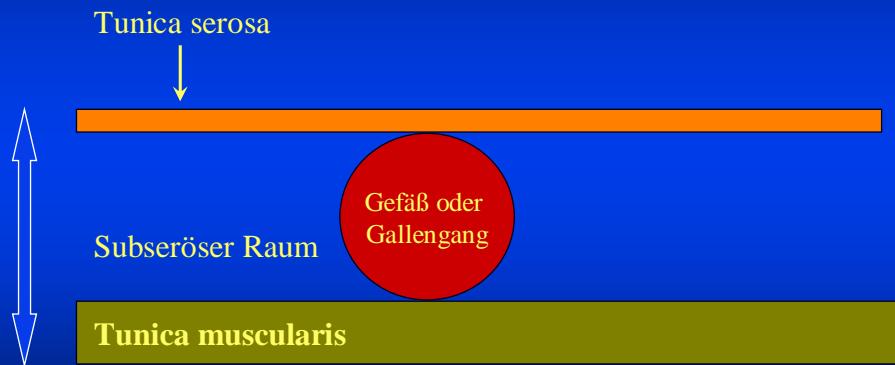 Tunica serosa
Gefäß oder
Gallengang
Subseröser Raum
Tunica muscularis